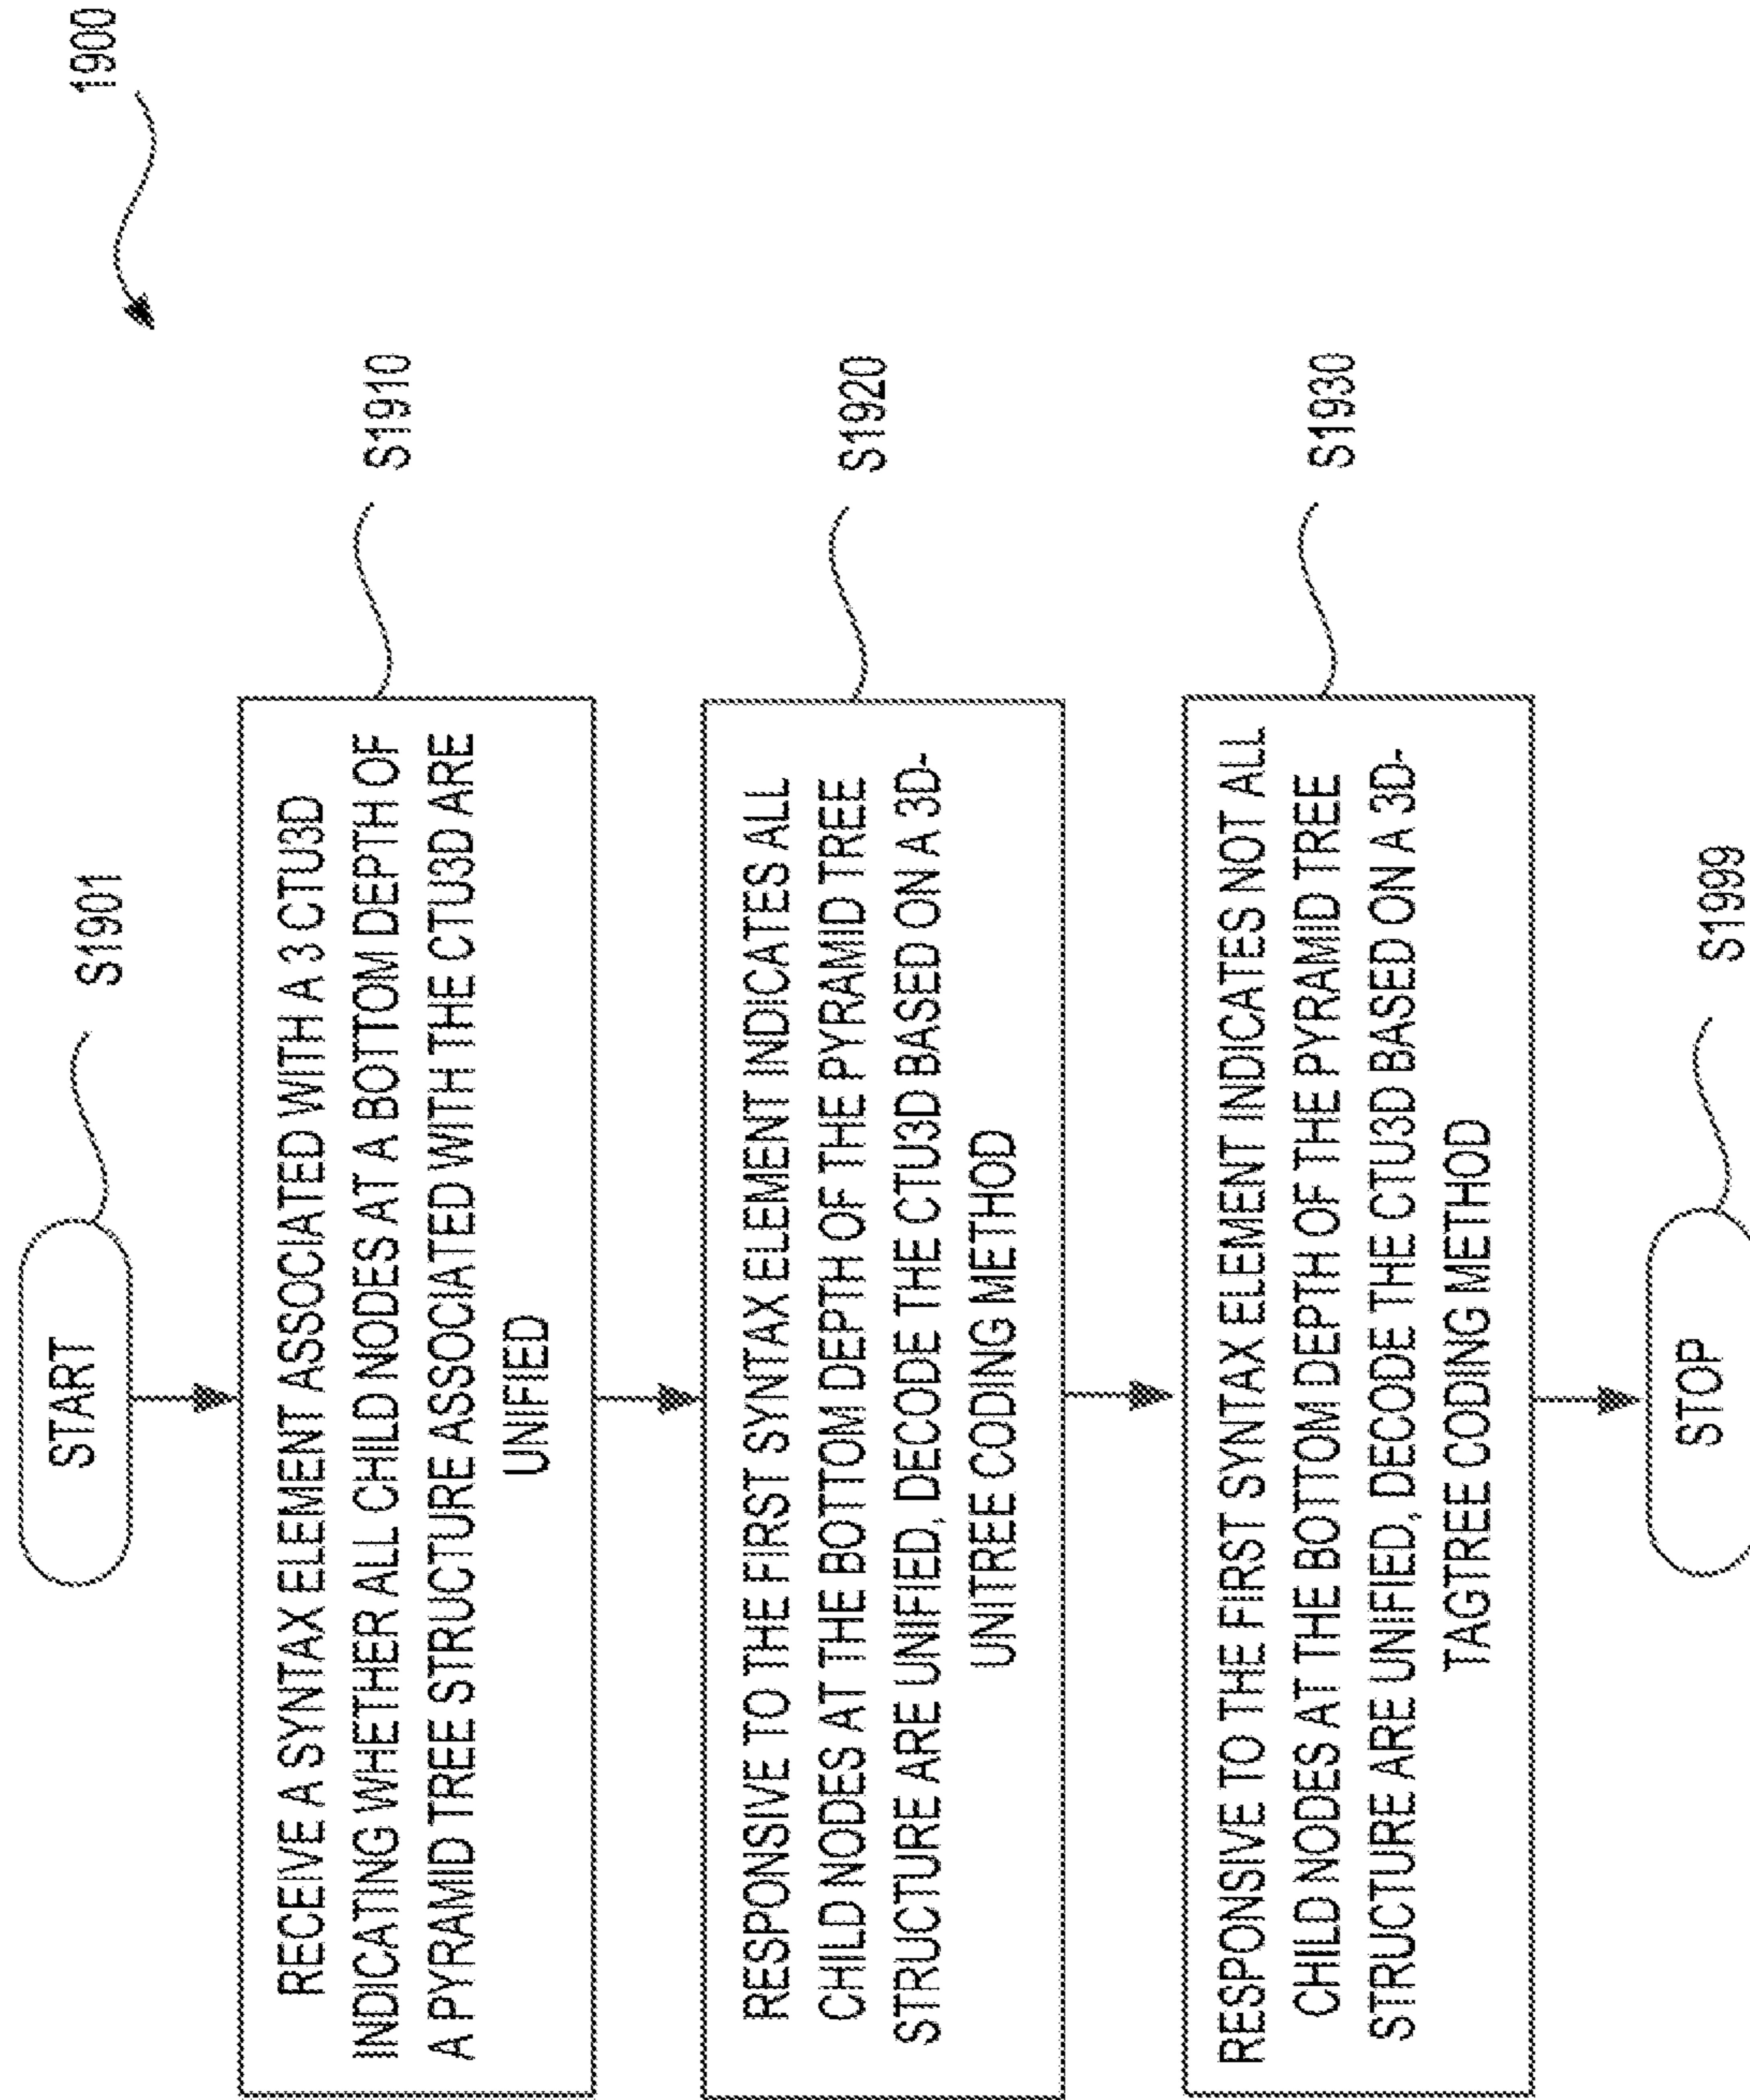 1900
START
S1901
RECEIVE A SYNTAX ELEMENT ASSOCIATED WITH A 3 CTU3D
INDICATING WHETHER ALL CHILD NODES AT A BOTTOM DEPTH OF
A PYRAMID TREE STRUCTURE ASSOCIATED WITH THE CTU3D ARE
UNIFIED
S1910
RESPONSIVE TO THE FIRST SYNTAX ELEMENT INDICATES ALL
CHILD NODES AT THE BOTTOM DEPTH OF THE PYRAMID TREE
STRUCTURE ARE UNIFIED, DECODE THE CTU3D BASED ON A 3D-
UNITREE CODING METHOD
S1920
RESPONSIVE TO THE FIRST SYNTAX ELEMENT INDICATES NOT ALL
CHILD NODES AT THE BOTTOM DEPTH OF THE PYRAMID TREE
STRUCTURE ARE UNIFIED, DECODE THE CTU3D BASED ON A 3D-
TAGTREE CODING METHOD
S1930
STOP
S1999